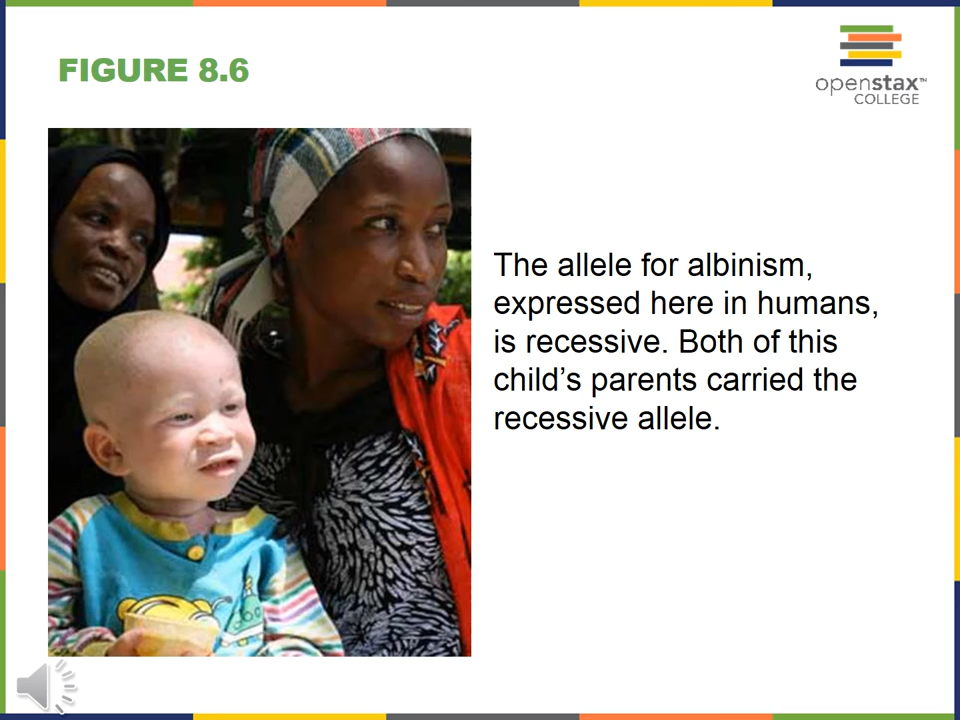 FIGURE 8.6
openstax™
COLLEGE
The allele for albinism,
expressed here in humans,
is recessive. Both of this
child’s parents carried the
recessive allele.